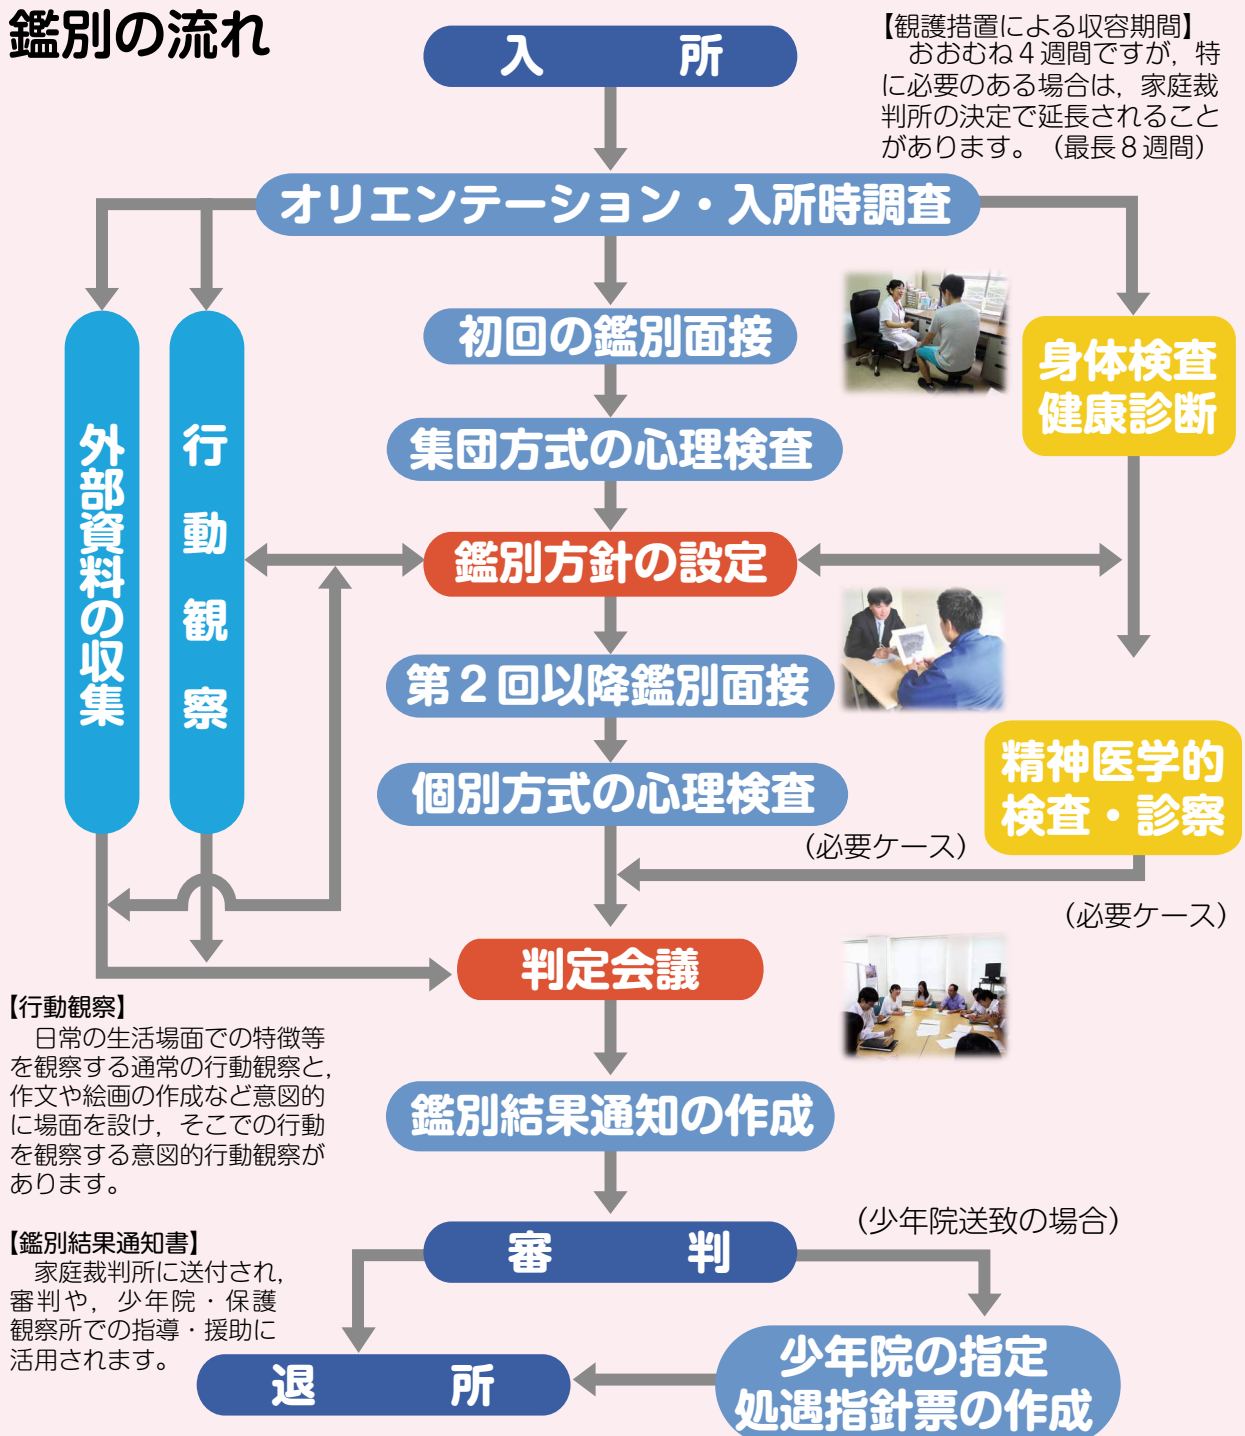 鑑別の流れ
【観護措置による収容期間】
おおむね４週間ですが，特
に必要のある場合は，家庭裁
判所の決定で延長されること
があります。（最長８週間）
入　　　所
オリエンテーション・入所時調査
初回の鑑別面接
身体検査
健康診断
集団方式の心理検査
外部資料の収集
行動観察
鑑別方針の設定
第２回以降鑑別面接
個別方式の心理検査
精神医学的
検査・診察
（必要ケース）
（必要ケース）
判定会議
【行動観察】
日常の生活場面での特徴等
を観察する通常の行動観察と，
作文や絵画の作成など意図的
に場面を設け，そこでの行動
を観察する意図的行動観察が
あります。
鑑別結果通知の作成
審　　　判
（少年院送致の場合）
【鑑別結果通知書】
家庭裁判所に送付され，
審判や，少年院・保護
観察所での指導・援助に
活用されます。
退　　　所
少年院の指定
処遇指針票の作成